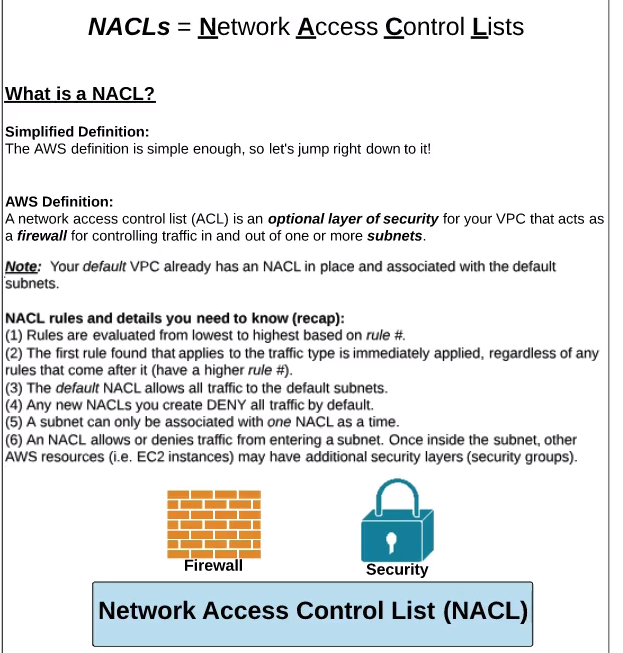 NACLs = Network Access Control Lists
What is a NACL?
Simplified Definition:
The AWS definition is simple enough, so let's jump right down to it!
AWS Definition:
A network access control list (ACL) is an optional layer of security for your VPC that acts as
a firewall for controlling traffic in and out of one or more subnets.
Note: Your default VPC already has an NACL in place and associated with the default
subnets.
NACL rules and details you need to know (recap):
(1) Rules are evaluated from lowest to highest based on rule #.
(2) The first rule found that applies to the traffic type is immediately applied, regardless of any
rules that come after it (have a higher rule #).
(3) The default NACL allows all traffic to the default subnets.
(4) Any new NACLs you create DENY all traffic by default.
(5) A subnet can only be associated with one NACL as a time.
(6) An NACL allows or denies traffic from entering a subnet. Once inside the subnet, other
AWS resources (i.e. EC2 instances) may have additional security layers (security groups).
Firewall
Security
Network Access Control List (NACL)